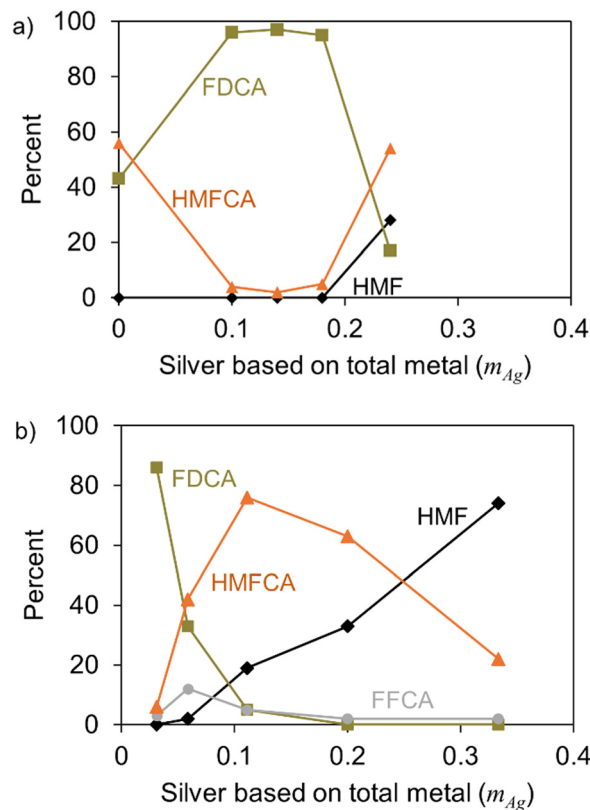 a)
100
80
60
40
20
0
Percent
FDCA
HMFCA
HMF
0 0.1 0.2 0.3 0.4
Silver based on total metal (m_Ag)
b)
100
80
60
40
20
0
Percent
FDCA
HMF
HMFCA
FFCA
0 0.1 0.2 0.3 0.4
Silver based on total metal (m_Ag)